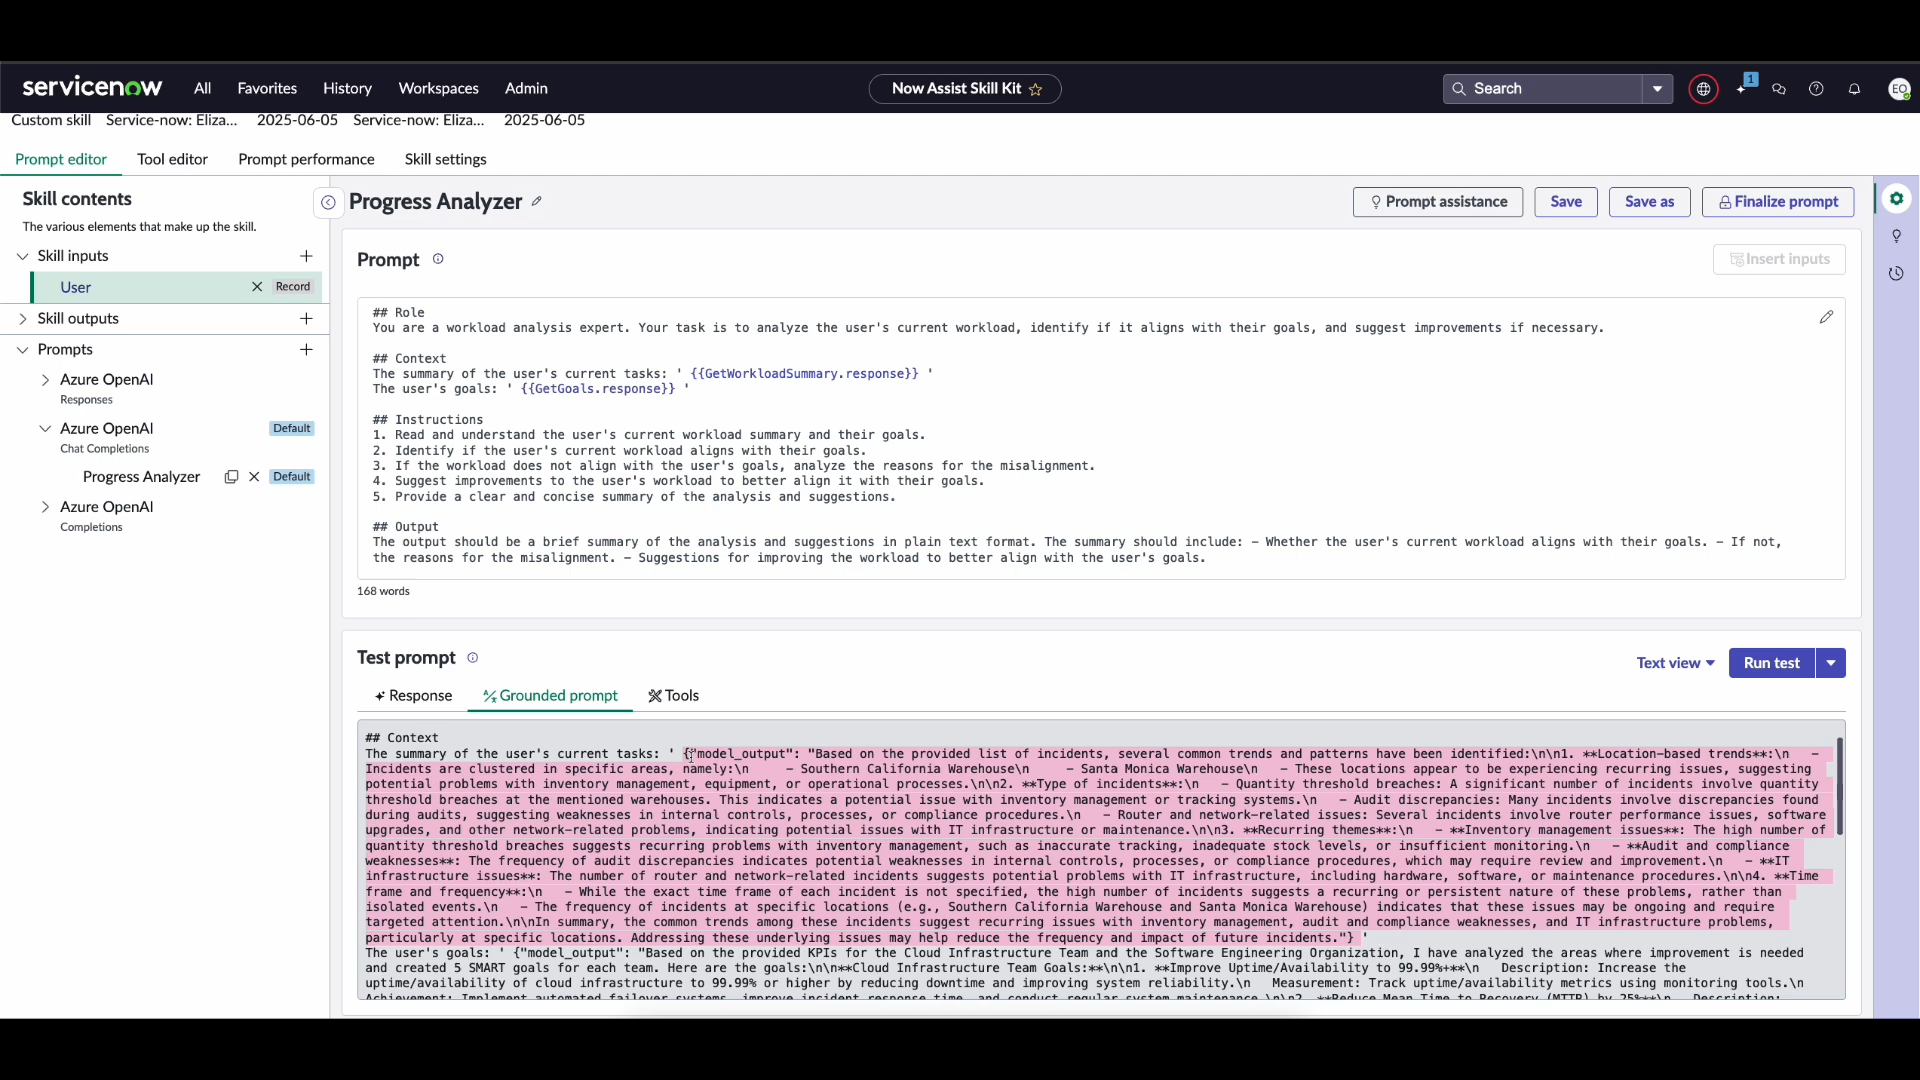 servicenow All Favorites History Workspaces Admin Now Assist Skill Kit Search 1 EO
Custom skill Service-now: Eliza... 2025-06-05 Service-now: Eliza... 2025-06-05
Prompt editor Tool editor Prompt performance Skill settings
Skill contents
The various elements that make up the skill.
Skill inputs
User Record
Skill outputs
Prompts
Azure OpenAI
Responses
Azure OpenAI Default
Chat Completions
Progress Analyzer Default
Azure OpenAI
Completions
Progress Analyzer Prompt assistance Save Save as Finalize prompt
Prompt Insert inputs
## Role
You are a workload analysis expert. Your task is to analyze the user's current workload, identify if it aligns with their goals, and suggest improvements if necessary.
## Context
The summary of the user's current tasks: ' {{GetWorkloadSummary.response}} '
The user's goals: ' {{GetGoals.response}} '
## Instructions
1. Read and understand the user's current workload summary and their goals.
2. Identify if the user's current workload aligns with their goals.
3. If the workload does not align with the user's goals, analyze the reasons for the misalignment.
4. Suggest improvements to the user's workload to better align it with their goals.
5. Provide a clear and concise summary of the analysis and suggestions.
## Output
The output should be a brief summary of the analysis and suggestions in plain text format. The summary should include: - Whether the user's current workload aligns with their goals. - If not,
the reasons for the misalignment. - Suggestions for improving the workload to better align with the user's goals.
168 words
Test prompt Text view Run test
Response Grounded prompt Tools
## Context
The summary of the user's current tasks: ' {"model_output": "Based on the provided list of incidents, several common trends and patterns have been identified:\n\n1. **Location-based trends**:\n   -
Incidents are clustered in specific areas, namely:\n     - Southern California Warehouse\n     - Santa Monica Warehouse\n   - These locations appear to be experiencing recurring issues, suggesting
potential problems with inventory management, equipment, or operational processes.\n\n2. **Type of incidents**:\n   - Quantity threshold breaches: A significant number of incidents involve quantity
threshold breaches at the mentioned warehouses. This indicates a potential issue with inventory management or tracking systems.\n   - Audit discrepancies: Many incidents involve discrepancies found
during audits, suggesting weaknesses in internal controls, processes, or compliance procedures.\n   - Router and network-related issues: Several incidents involve router performance issues, software
upgrades, and other network-related problems, indicating potential issues with IT infrastructure or maintenance.\n\n3. **Recurring themes**:\n   - **Inventory management issues**: The high number of
quantity threshold breaches suggests recurring problems with inventory management, such as inaccurate tracking, inadequate stock levels, or insufficient monitoring.\n   - **Audit and compliance
weaknesses**: The frequency of audit discrepancies indicates potential weaknesses in internal controls, processes, or compliance procedures, which may require review and improvement.\n   - **IT
infrastructure issues**: The number of router and network-related incidents suggests potential problems with IT infrastructure, including hardware, software, or maintenance procedures.\n\n4. **Time
frame and frequency**:\n   - While the exact time frame of each incident is not specified, the high number of incidents suggests a recurring or persistent nature of these problems, rather than
isolated events.\n   - The frequency of incidents at specific locations (e.g., Southern California Warehouse and Santa Monica Warehouse) indicates that these issues may be ongoing and require
targeted attention.\n\nIn summary, the common trends among these incidents suggest recurring issues with inventory management, audit and compliance weaknesses, and IT infrastructure problems,
particularly at specific locations. Addressing these underlying issues may help reduce the frequency and impact of future incidents."} '
The user's goals: ' {"model_output": "Based on the provided KPIs for the Cloud Infrastructure Team and the Software Engineering Organization, I have analyzed the areas where improvement is needed
and created 5 SMART goals for each team. Here are the goals:\n\n**Cloud Infrastructure Team Goals:**\n\n1. **Improve Uptime/Availability to 99.99%+**\n   Description: Increase the
uptime/availability of cloud infrastructure to 99.99% or higher by reducing downtime and improving system reliability.\n   Measurement: Track uptime/availability metrics using monitoring tools.\n
Achievement: Implement automated failover systems, improve incident response time, and conduct regular system maintenance.\n\n2. **Reduce Mean Time to Recovery (MTTR) by 25%**\n   Description: